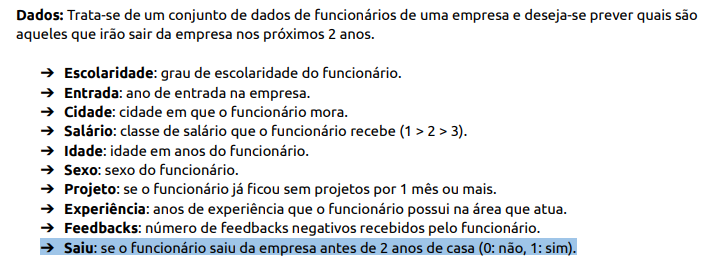 Dados: Trata-se de um conjunto de dados de funcionários de uma empresa e deseja-se prever quais são
aqueles que irão sair da empresa nos próximos 2 anos.
➔ Escolaridade: grau de escolaridade do funcionário.
➔ Entrada: ano de entrada na empresa.
➔ Cidade: cidade em que o funcionário mora.
➔ Salário: classe de salário que o funcionário recebe (1 > 2 > 3).
➔ Idade: idade em anos do funcionário.
➔ Sexo: sexo do funcionário.
➔ Projeto: se o funcionário já ficou sem projetos por 1 mês ou mais.
➔ Experiência: anos de experiência que o funcionário possui na área que atua.
➔ Feedbacks: número de feedbacks negativos recebidos pelo funcionário.
➔ Saiu: se o funcionário saiu da empresa antes de 2 anos de casa (0: não, 1: sim).